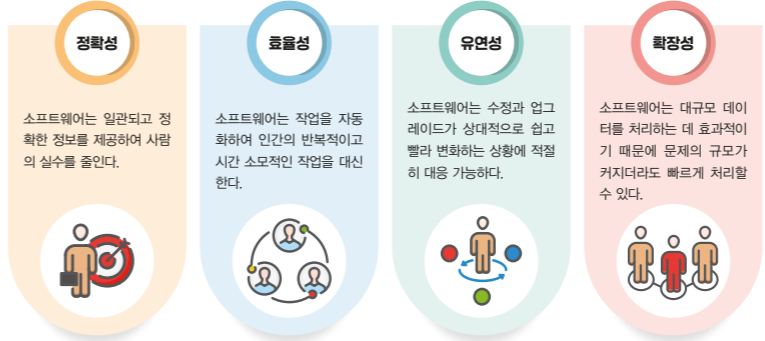 정확성
소프트웨어는 일관되고 정
확한 정보를 제공하여 사람
의 실수를 줄인다.
효율성
소프트웨어는 작업을 자동
화하여 인간의 반복적이고
시간 소모적인 작업을 대신
한다.
유연성
소프트웨어는 수정과 업그
레이드가 상대적으로 쉽고
빨라 변화하는 상황에 적절
히 대응 가능하다.
확장성
소프트웨어는 대규모 데이
터를 처리하는 데 효과적이
기 때문에 문제의 규모가
커지더라도 빠르게 처리할
수 있다.